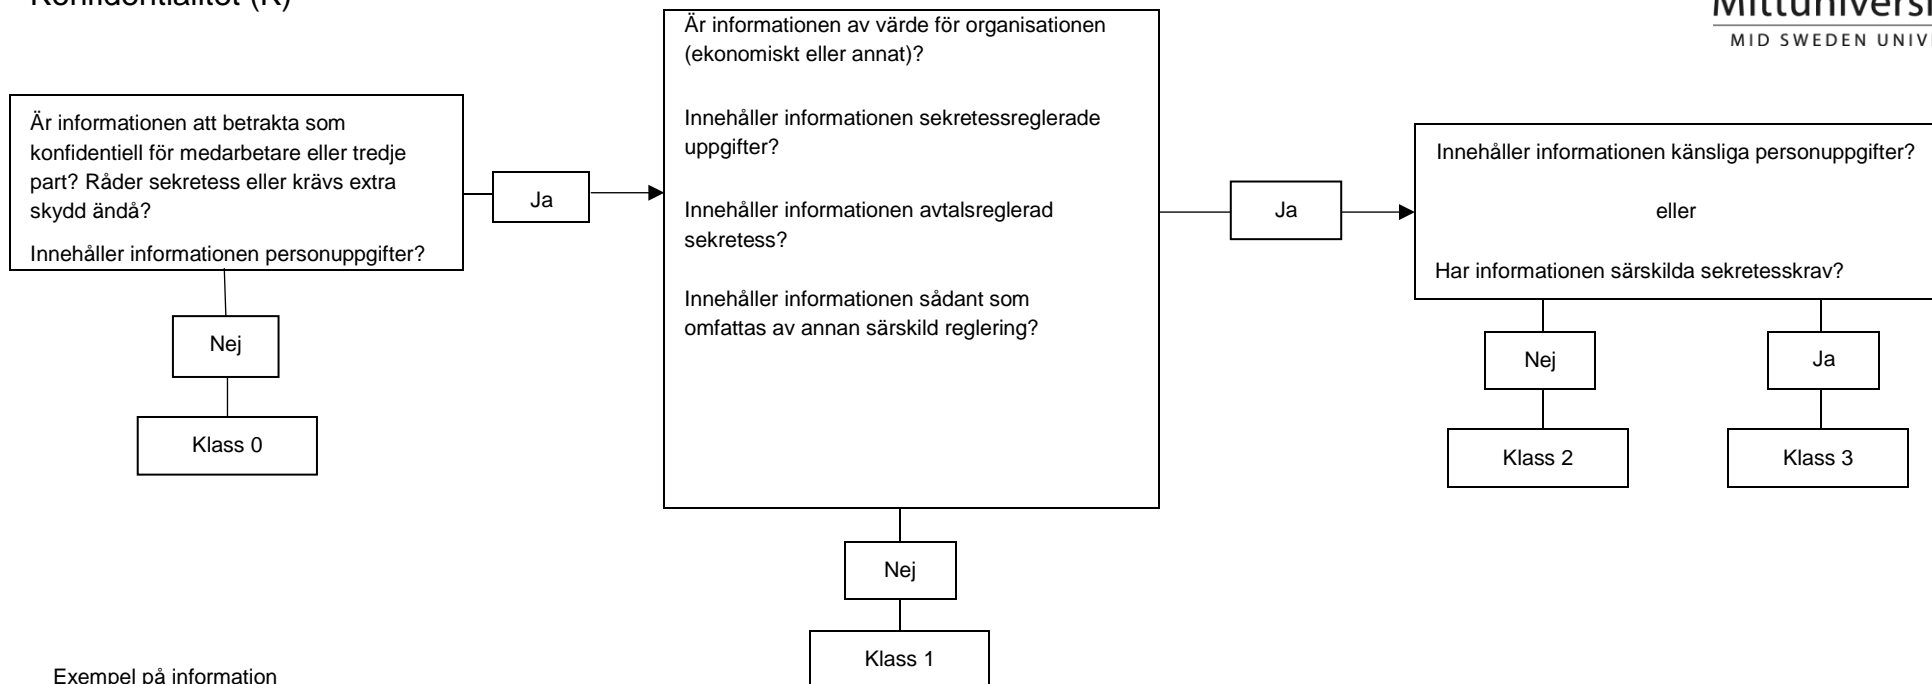 Konfidentialitet (K)
Mittuniversi
MID SWEDEN UNIVE
Är informationen att betrakta som
konfidentiell för medarbetare eller tredje
part? Råder sekretess eller krävs extra
skydd ändå?
Innehåller informationen personuppgifter?
Ja
Nej
Klass 0
Är informationen av värde för organisationen
(ekonomiskt eller annat)?
Innehåller informationen sekretessreglerade
uppgifter?
Innehåller informationen avtalsreglerad
sekretess?
Innehåller informationen sådant som
omfattas av annan särskild reglering?
Ja
Nej
Klass 1
Innehåller informationen känsliga personuppgifter?
eller
Har informationen särskilda sekretesskrav?
Nej
Ja
Klass 2
Klass 3
Exempel på information